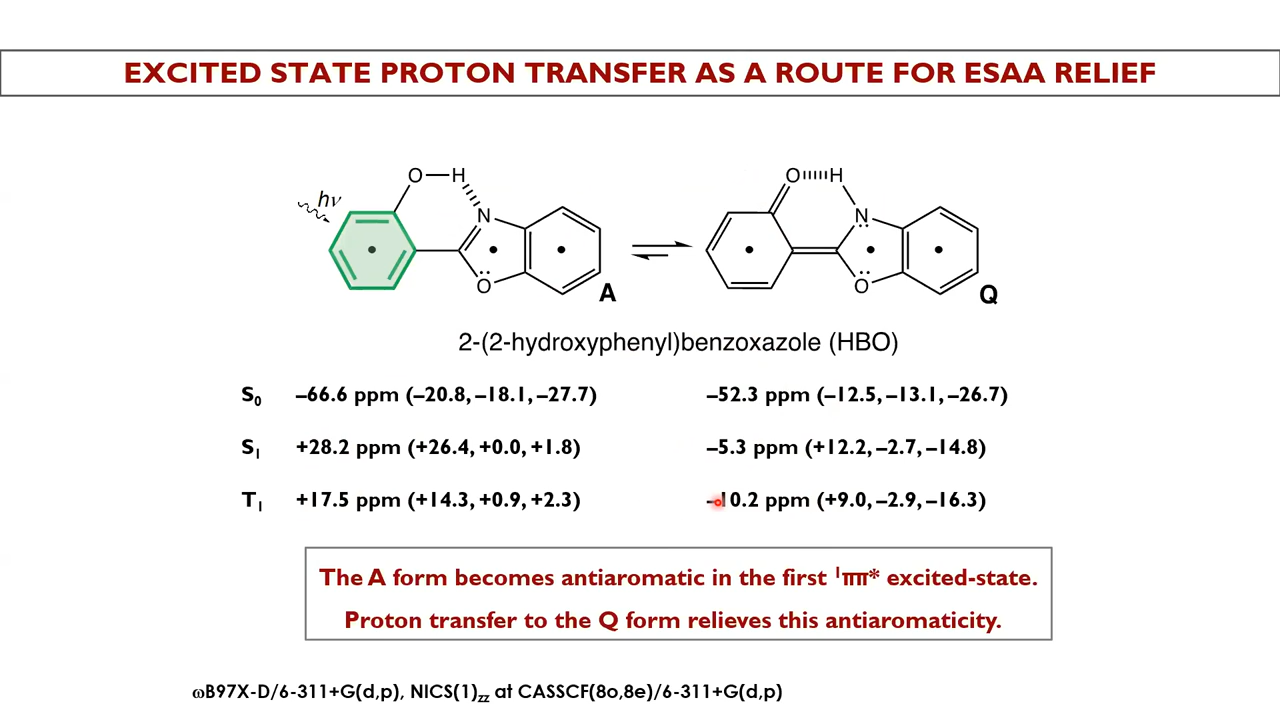 EXCITED STATE PROTON TRANSFER AS A ROUTE FOR ESAA RELIEF
hν
O H
N
O
A
O H
N
O
Q
2-(2-hydroxyphenyl)benzoxazole (HBO)
S₀ –66.6 ppm (–20.8, –18.1, –27.7) –52.3 ppm (–12.5, –13.1, –26.7)
S₁ +28.2 ppm (+26.4, +0.0, +1.8) –5.3 ppm (+12.2, –2.7, –14.8)
T₁ +17.5 ppm (+14.3, +0.9, +2.3) –10.2 ppm (+9.0, –2.9, –16.3)
The A form becomes antiaromatic in the first ¹ππ* excited-state.
Proton transfer to the Q form relieves this antiaromaticity.
ωB97X-D/6-311+G(d,p), NICS(1)zz at CASSCF(8o,8e)/6-311+G(d,p)